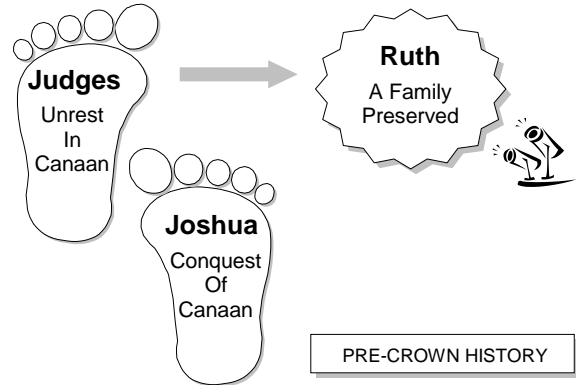 Judges
Unrest
In
Canaan
Ruth
A Family
Preserved
Joshua
Conquest
Of
Canaan
PRE-CROWN HISTORY